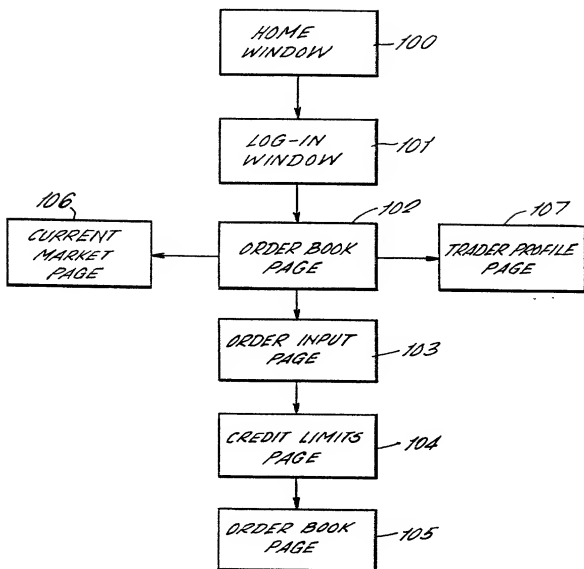 HOME
WINDOW
100
LOG-IN
WINDOW
101
106
CURRENT
MARKET
PAGE
102
ORDER BOOK
PAGE
107
TRADER PROFILE
PAGE
ORDER INPUT
PAGE
103
CREDIT LIMITS
PAGE
104
ORDER BOOK
PAGE
105